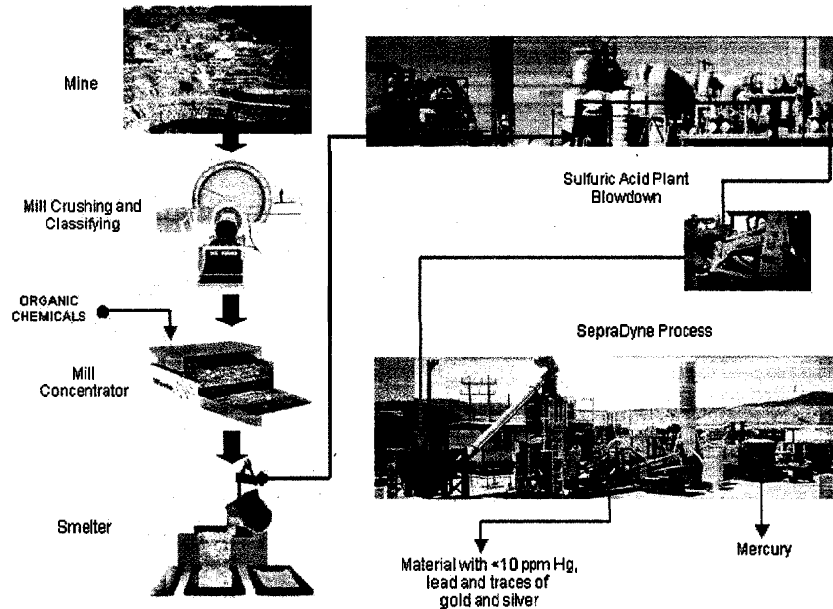 Mine
Mill Crushing and
Classifying
ORGANIC
CHEMICALS
Mill
Concentrator
Smelter
Sulfuric Acid Plant
Blowdown
SepraDyne Process
Material with <10 ppm Hg,
lead and traces of
gold and silver
Mercury